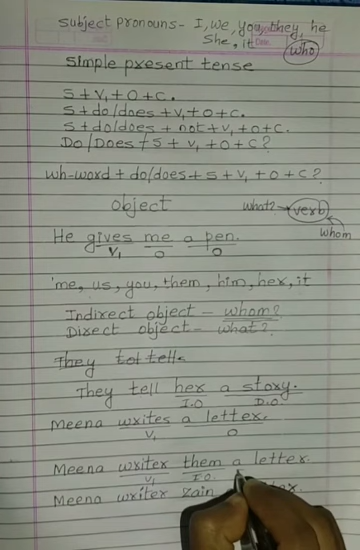 Subject pronouns - I, we, you, they, he
She, it
who
Simple present tense
S + V1 + O + C.
S + do/does + V1 + O + C.
S + do/does + not + V1 + O + C.
Do/Does + S + V1 + O + C ?
wh-word + do/does + S + V1 + O + C ?
Object
what? → verb
whom
He gives me a pen.
V1 O O
me, us, you, them, him, her, it
Indirect object - whom?
Direct object - what?
They tell her a story.
I.O D.O.
Meena writes a letter.
V1 O
Meena writes them a letter.
V1 I.O
Meena writes zain